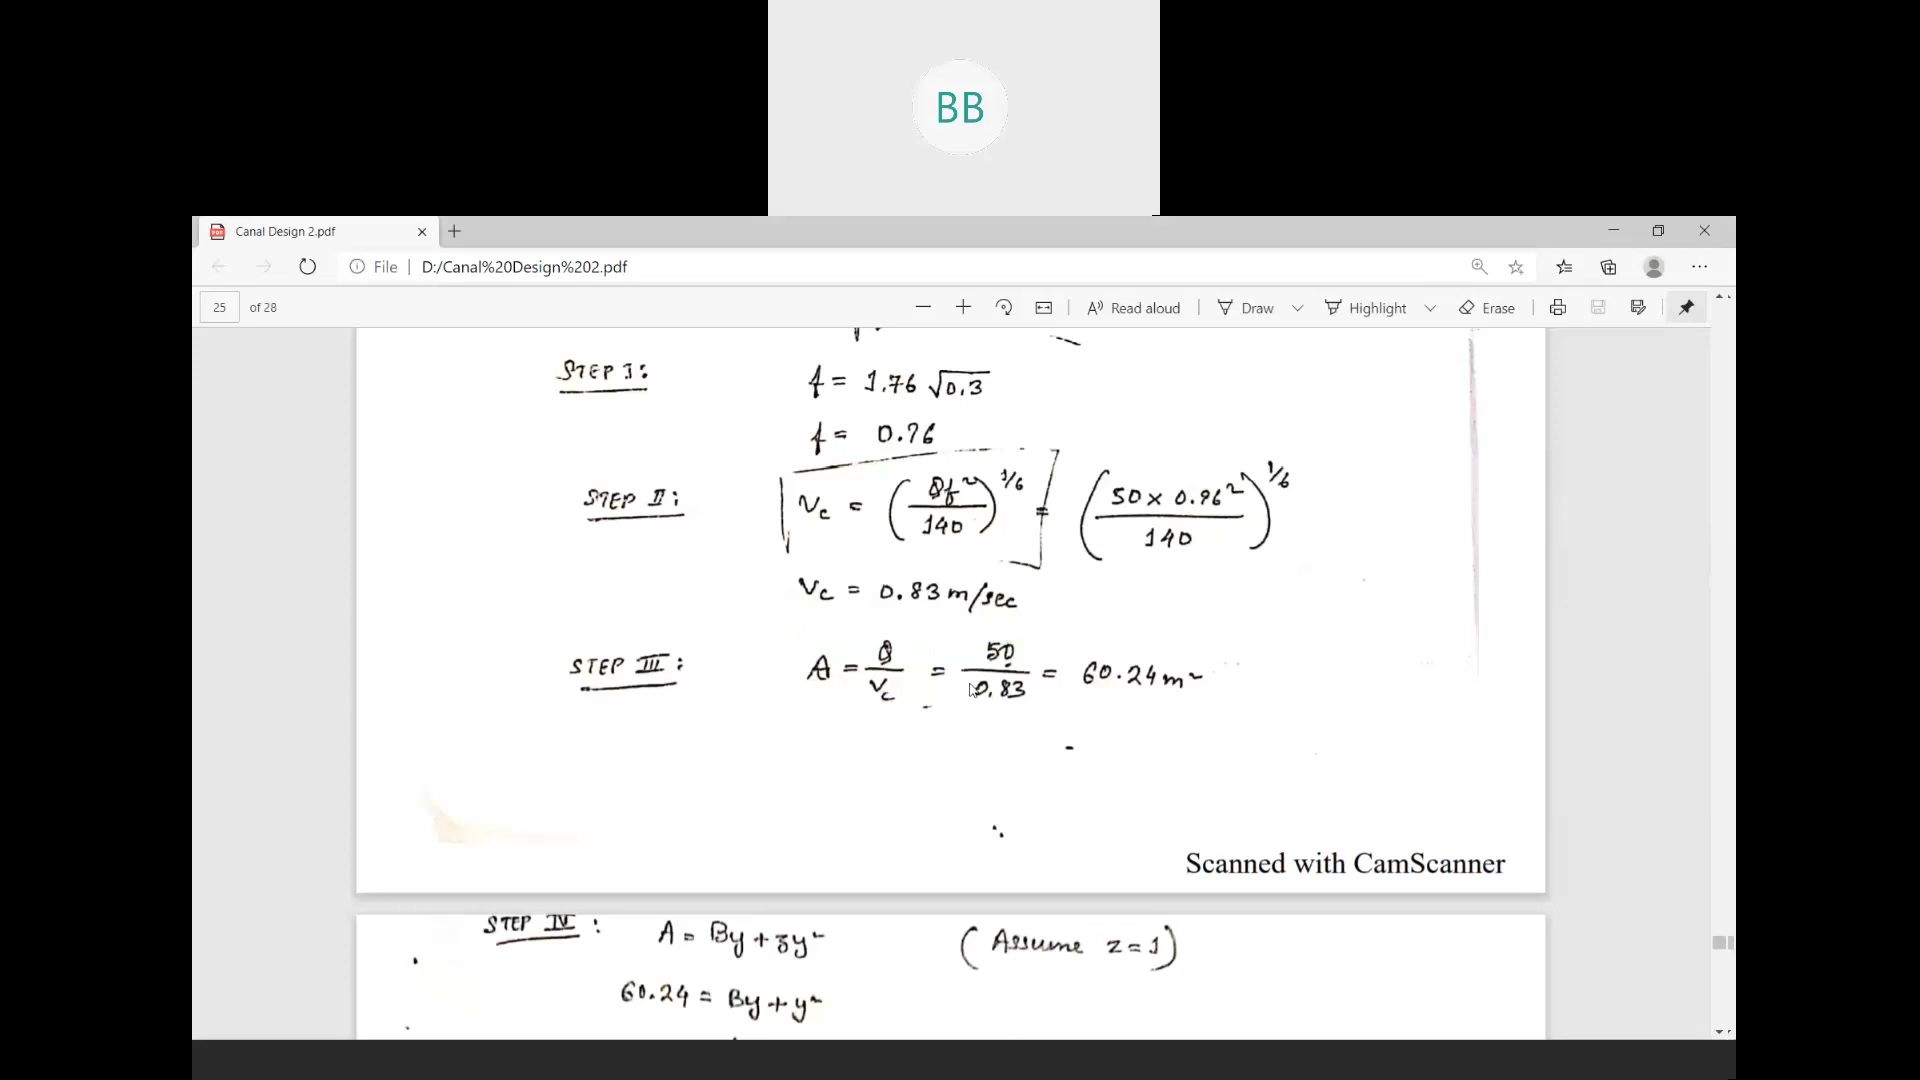 BB
Canal Design 2.pdf
File D:/Canal%20Design%202.pdf
25 of 28 Read aloud Draw Highlight Erase
STEP I: f = 1.76 √0.3
f = 0.96
STEP II: Vc = (Qf²/140)^1/6 = (50 × 0.96²/140)^1/6
Vc = 0.83 m/sec
STEP III: A = Q/Vc = 50/0.83 = 60.24 m²
Scanned with CamScanner
STEP IV: A = By + zy² (Assume z = 1)
60.24 = By + y²